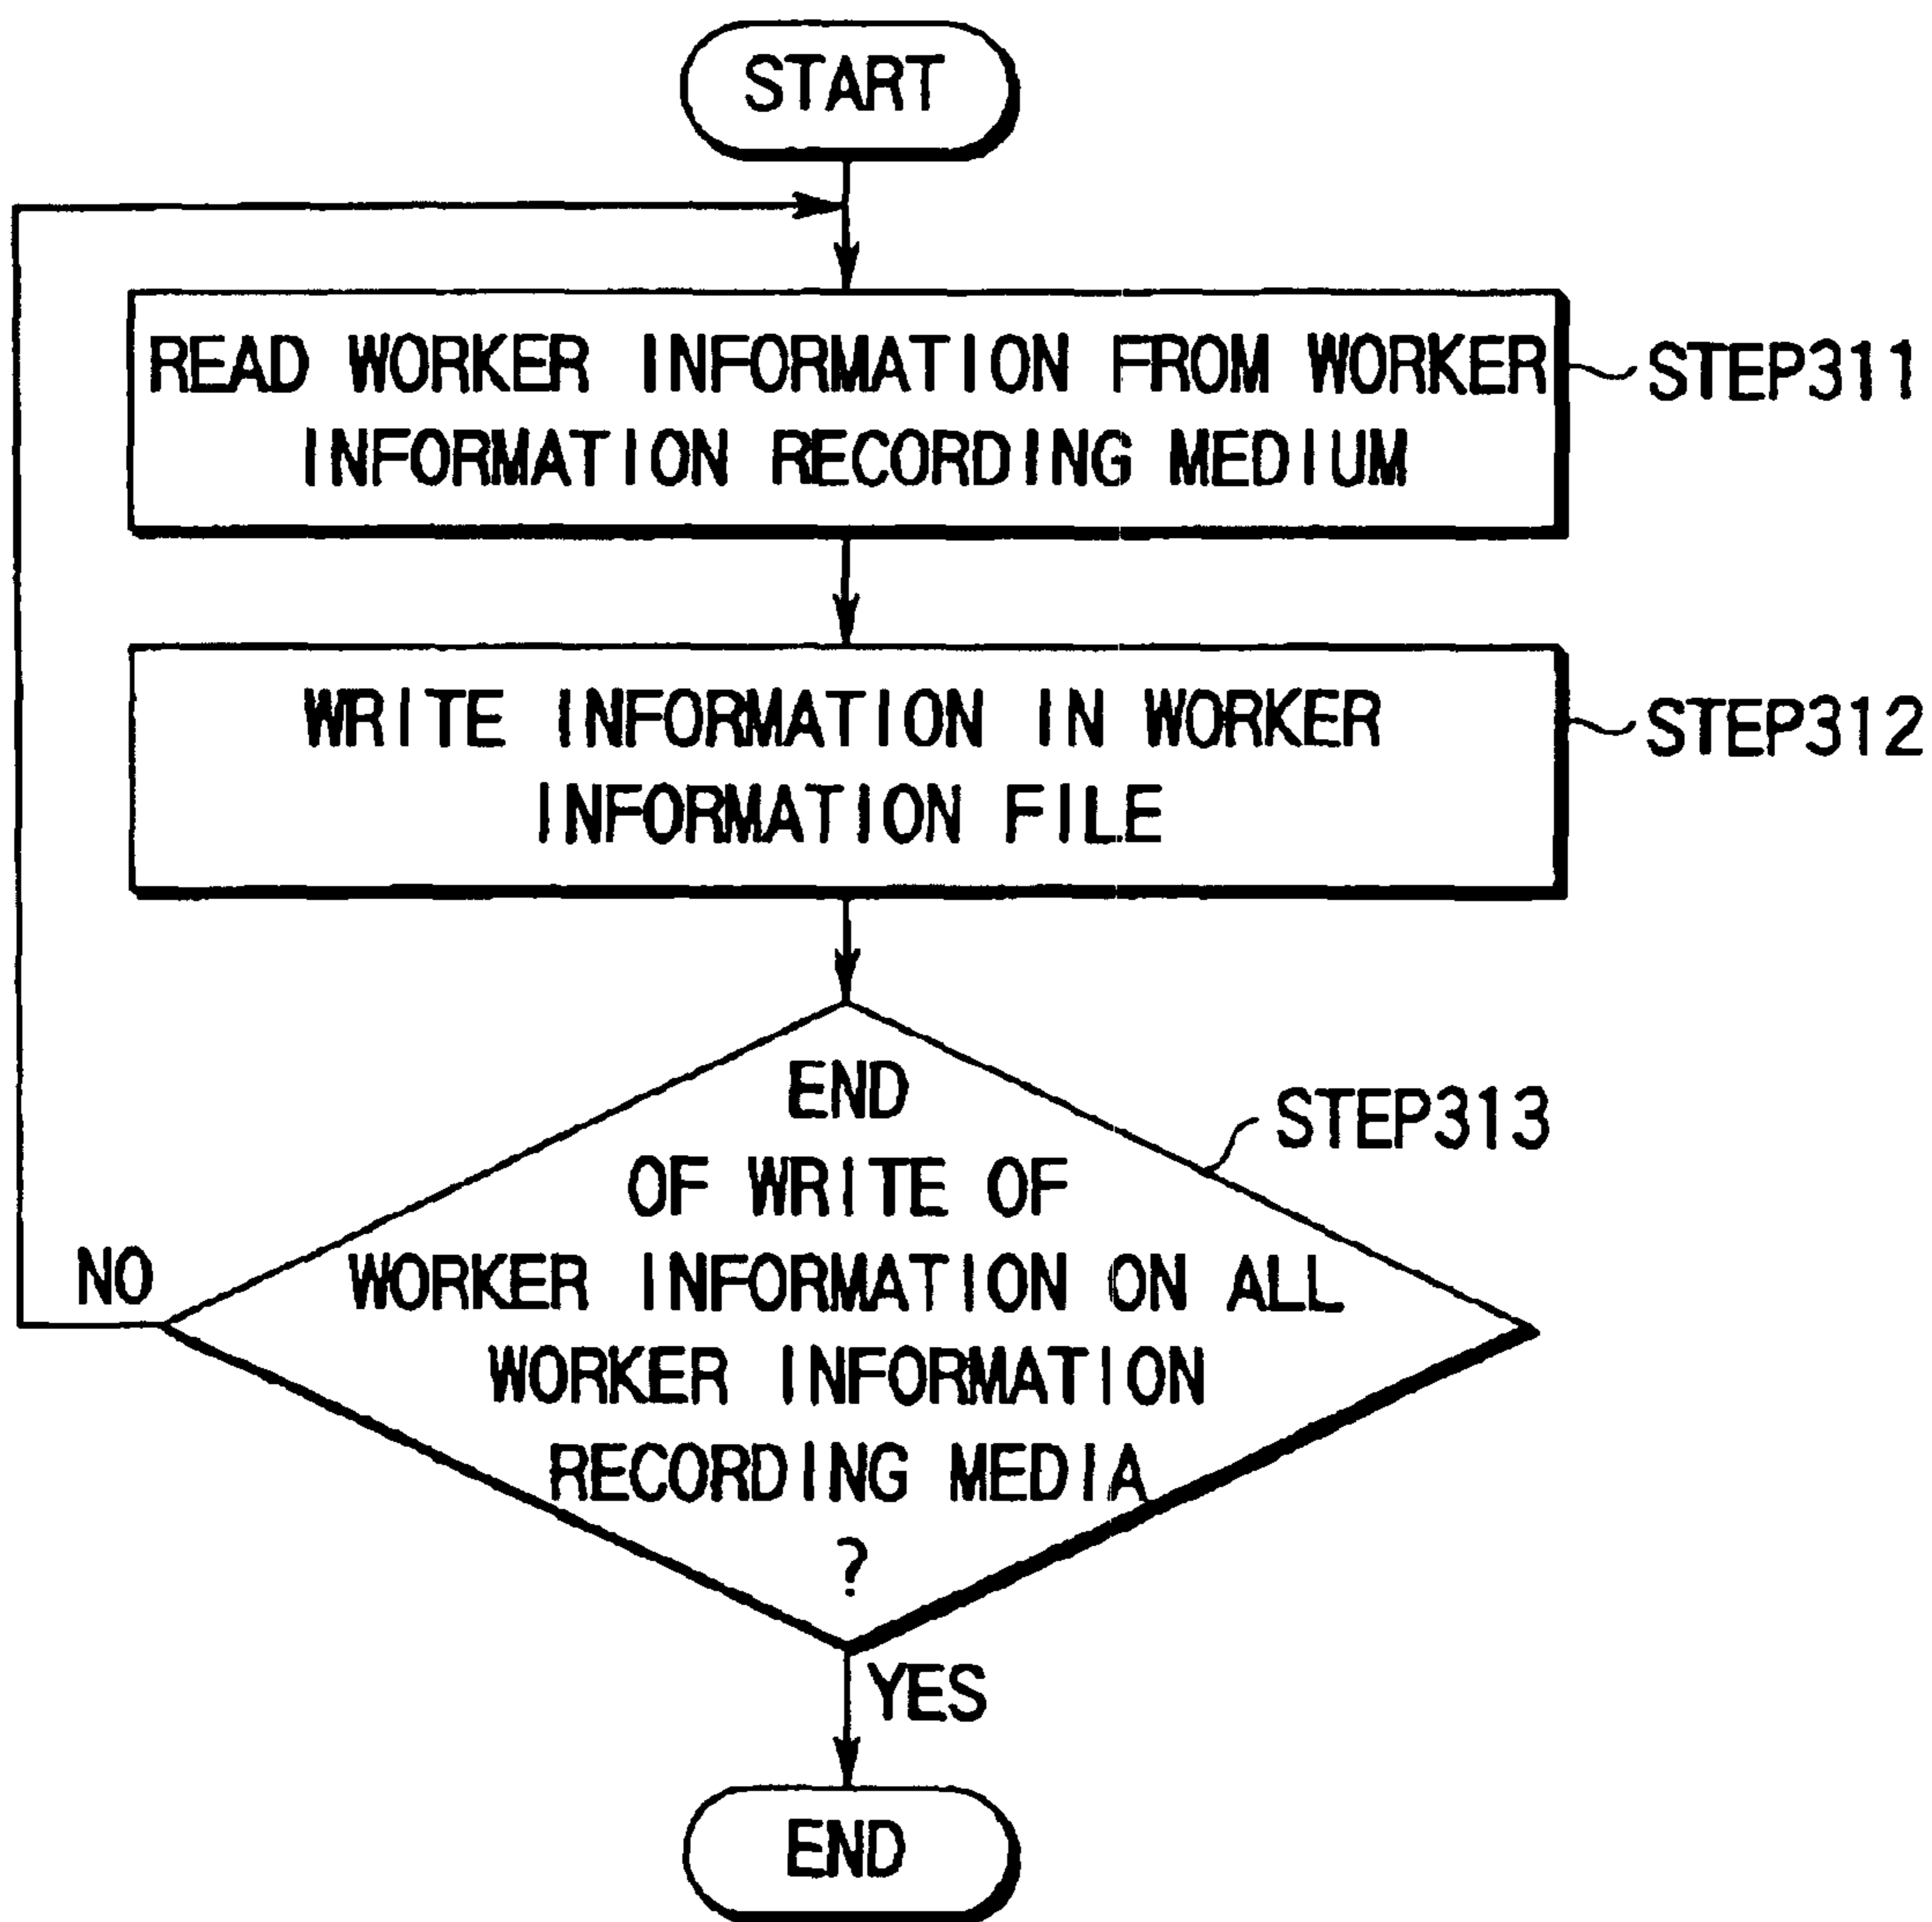 START
READ WORKER INFORMATION FROM WORKER
INFORMATION RECORDING MEDIUM
STEP311
WRITE INFORMATION IN WORKER
INFORMATION FILE
STEP312
END
OF WRITE OF
WORKER INFORMATION ON ALL
WORKER INFORMATION
RECORDING MEDIA
?
STEP313
NO
YES
END